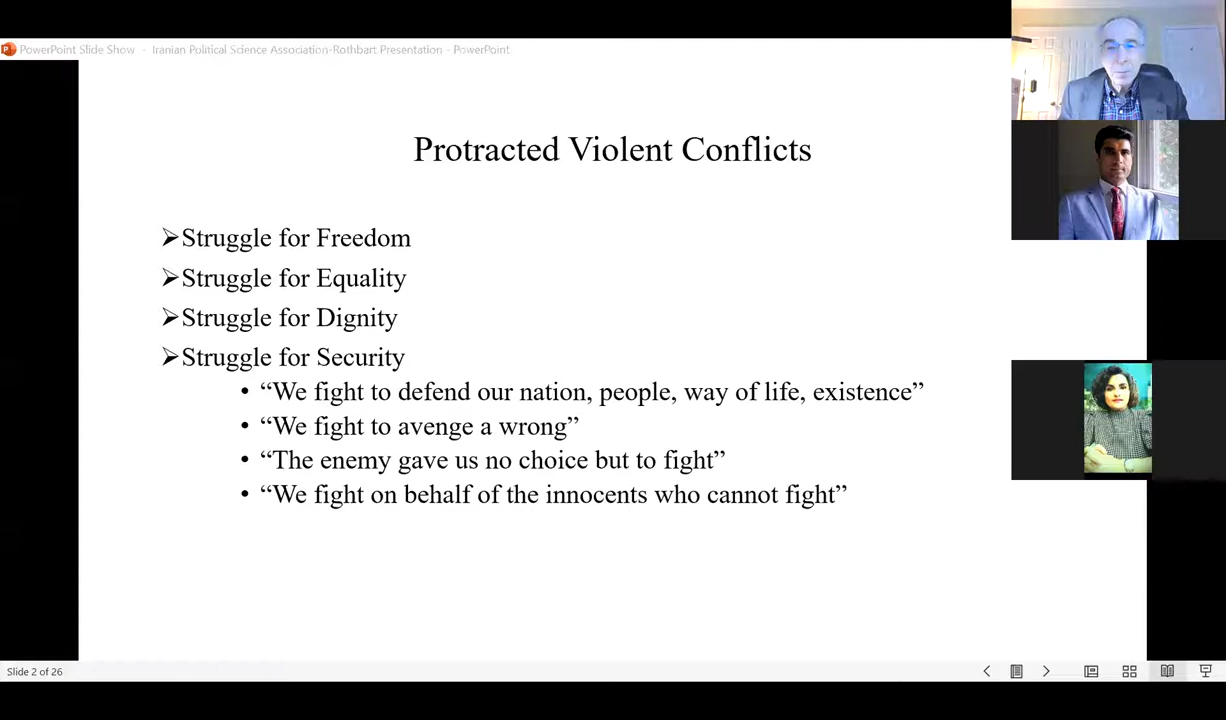 PowerPoint Slide Show - Iranian Political Science Association-Rothbart Presentation - PowerPoint
Protracted Violent Conflicts
➢Struggle for Freedom
➢Struggle for Equality
➢Struggle for Dignity
➢Struggle for Security
• “We fight to defend our nation, people, way of life, existence”
• “We fight to avenge a wrong”
• “The enemy gave us no choice but to fight”
• “We fight on behalf of the innocents who cannot fight”
Slide 2 of 26